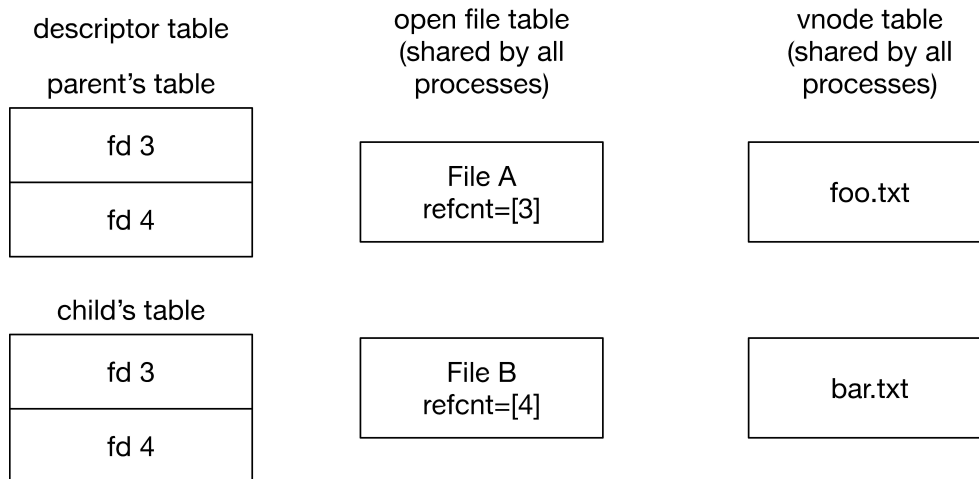 descriptor table
parent’s table
fd 3
fd 4
child’s table
fd 3
fd 4
open file table
(shared by all
processes)
File A
refcnt=[3]
File B
refcnt=[4]
vnode table
(shared by all
processes)
foo.txt
bar.txt